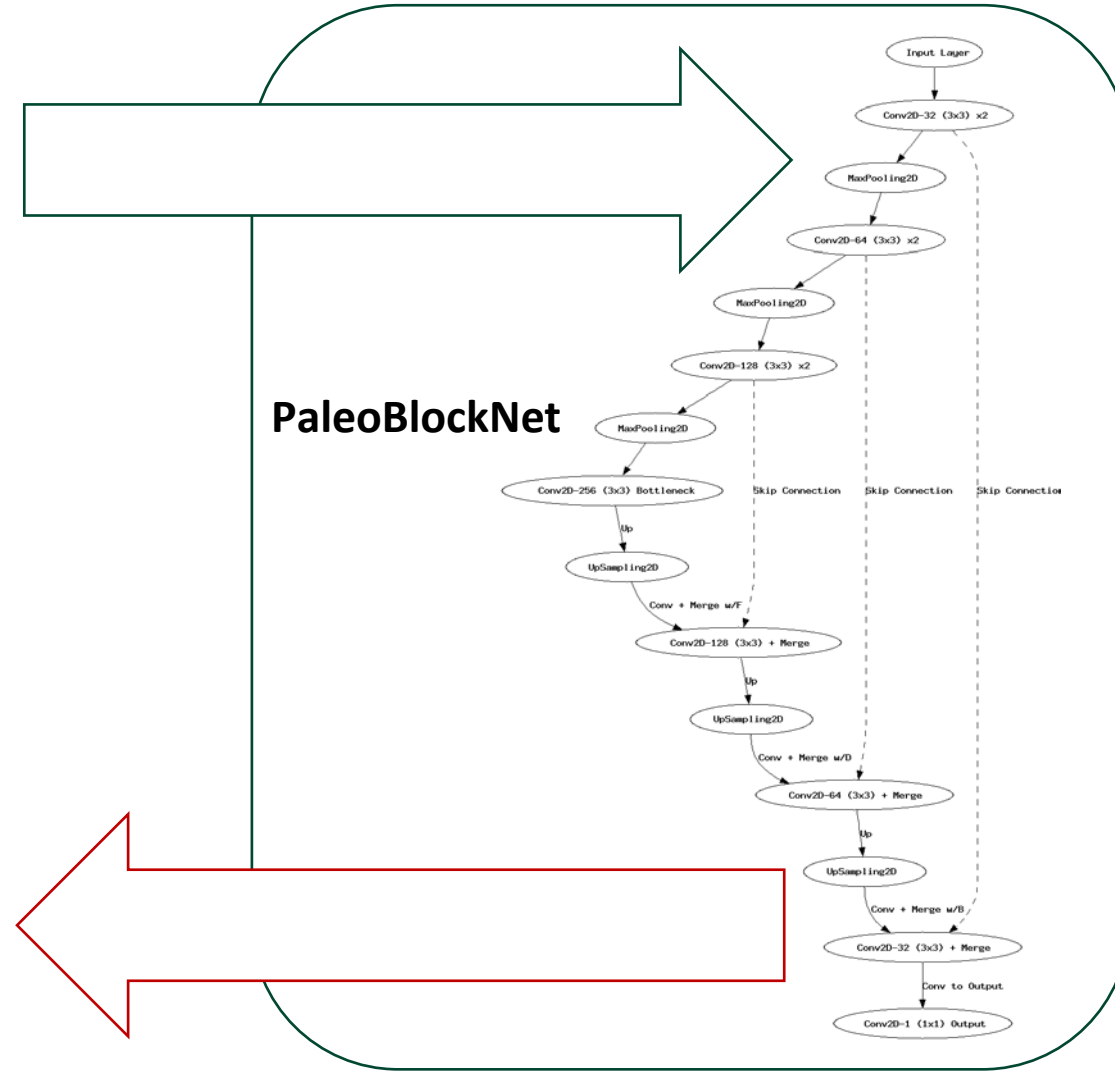 Input Layer
Conv2D-32 (3x3) x2
MaxPooling2D
Conv2D-64 (3x3) x2
MaxPooling2D
Conv2D-128 (3x3) x2
PaleoBlockNet
MaxPooling2D
Conv2D-256 (3x3) Bottleneck
Skip Connection
Skip Connection
Skip Connection
Up
UpSampling2D
Conv + Merge w/F
Conv2D-128 (3x3) + Merge
Up
UpSampling2D
Conv + Merge w/D
Conv2D-64 (3x3) + Merge
Up
UpSampling2D
Conv + Merge w/B
Conv2D-32 (3x3) + Merge
Conv to Output
Conv2D-1 (1x1) Output